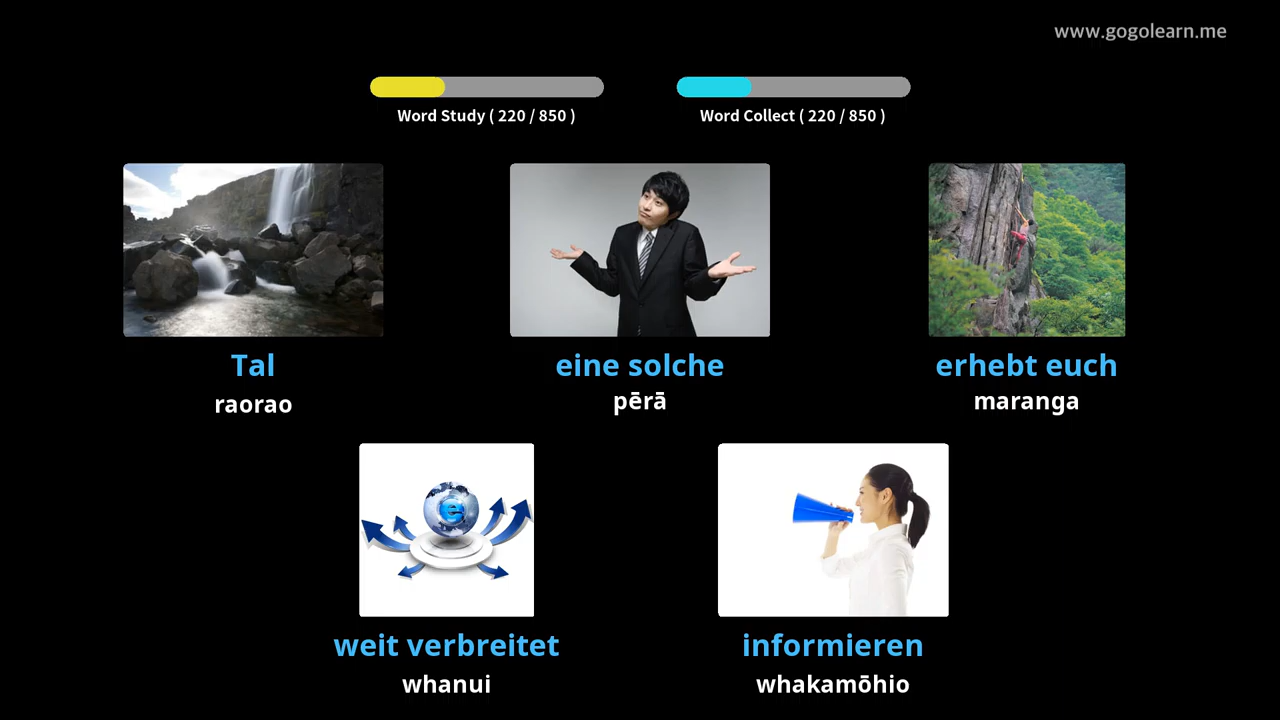 www.gogolearn.me
Word Study ( 220 / 850 )
Word Collect ( 220 / 850 )
Tal
raorao
eine solche
pērā
erhebt euch
maranga
e
weit verbreitet
whanui
informieren
whakamōhio